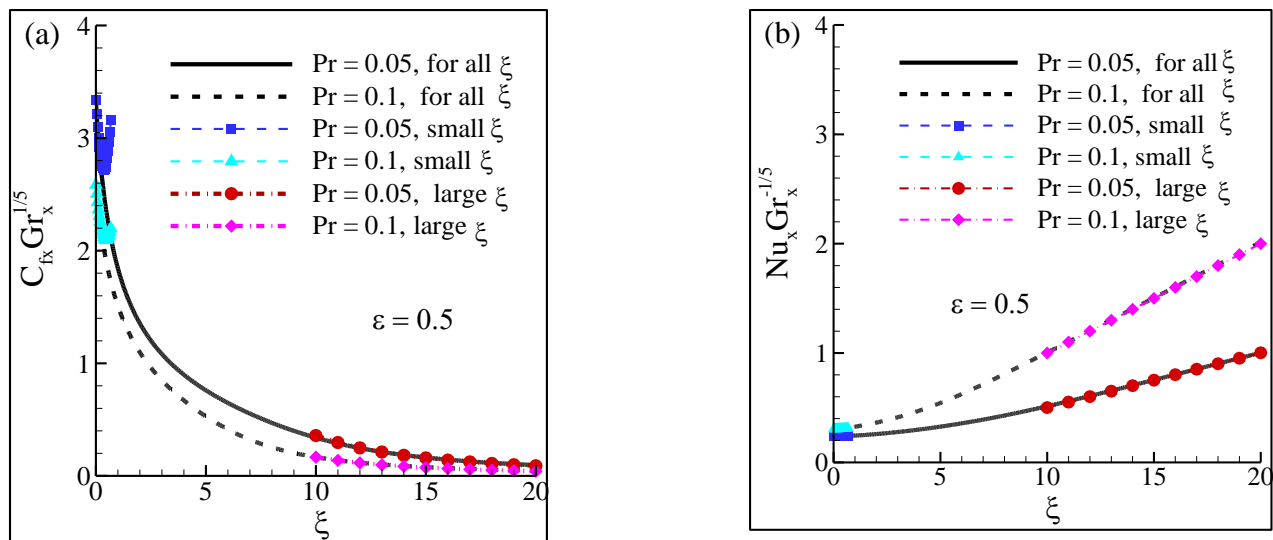 (a)
4
3
2
1
0
0 5 10 15 20
ξ
C_fx Gr_x^1/5
Pr = 0.05, for all ξ
Pr = 0.1, for all ξ
Pr = 0.05, small ξ
Pr = 0.1, small ξ
Pr = 0.05, large ξ
Pr = 0.1, large ξ
ε = 0.5
(b)
4
3
2
1
0
0 5 10 15 20
ξ
Nu_x Gr_x^-1/5
Pr = 0.05, for all ξ
Pr = 0.1, for all ξ
Pr = 0.05, small ξ
Pr = 0.1, small ξ
Pr = 0.05, large ξ
Pr = 0.1, large ξ
ε = 0.5